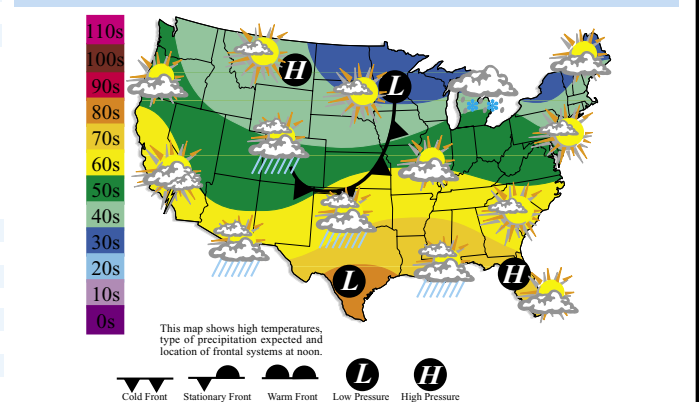 110s
100s
90s
80s
70s
60s
50s
40s
30s
20s
10s
0s
H
L
L
H
This map shows high temperatures,
type of precipitation expected and
location of frontal systems at noon.
L
H
Cold Front Stationary Front Warm Front Low Pressure High Pressure